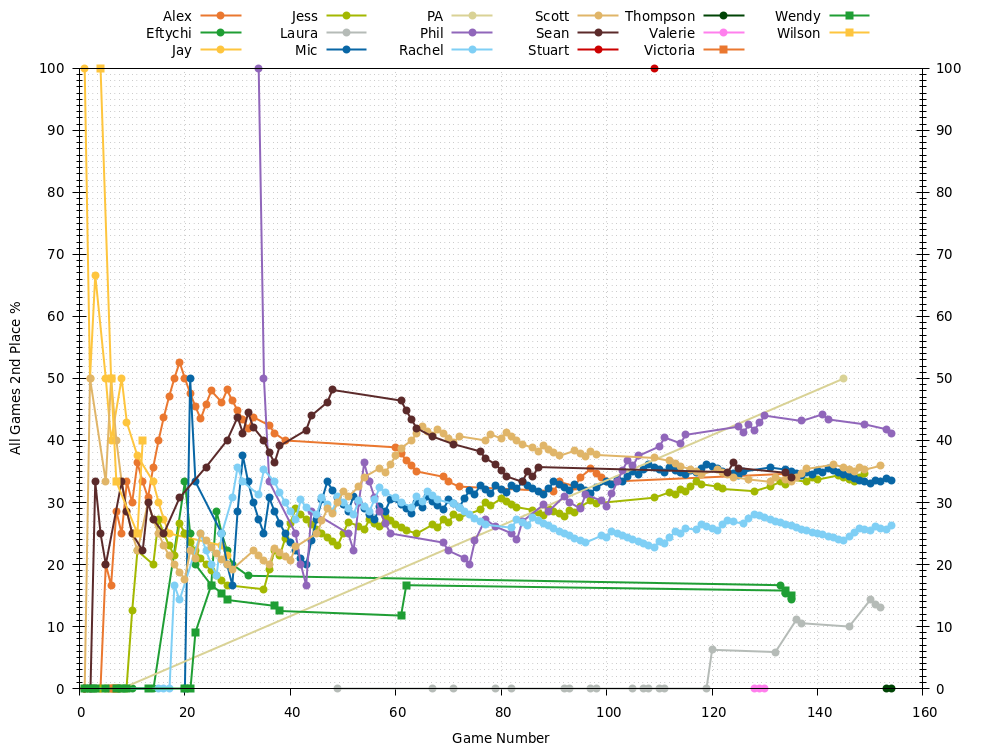 Alex Jess PA Scott Thompson Wendy
Eftychi Laura Phil Sean Valerie Wilson
Jay Mic Rachel Stuart Victoria
100 100
90 90
80 80
70 70
60 60
50 50
40 40
30 30
20 20
10 10
0 0
0 20 40 60 80 100 120 140 160
All Games 2nd Place %
Game Number